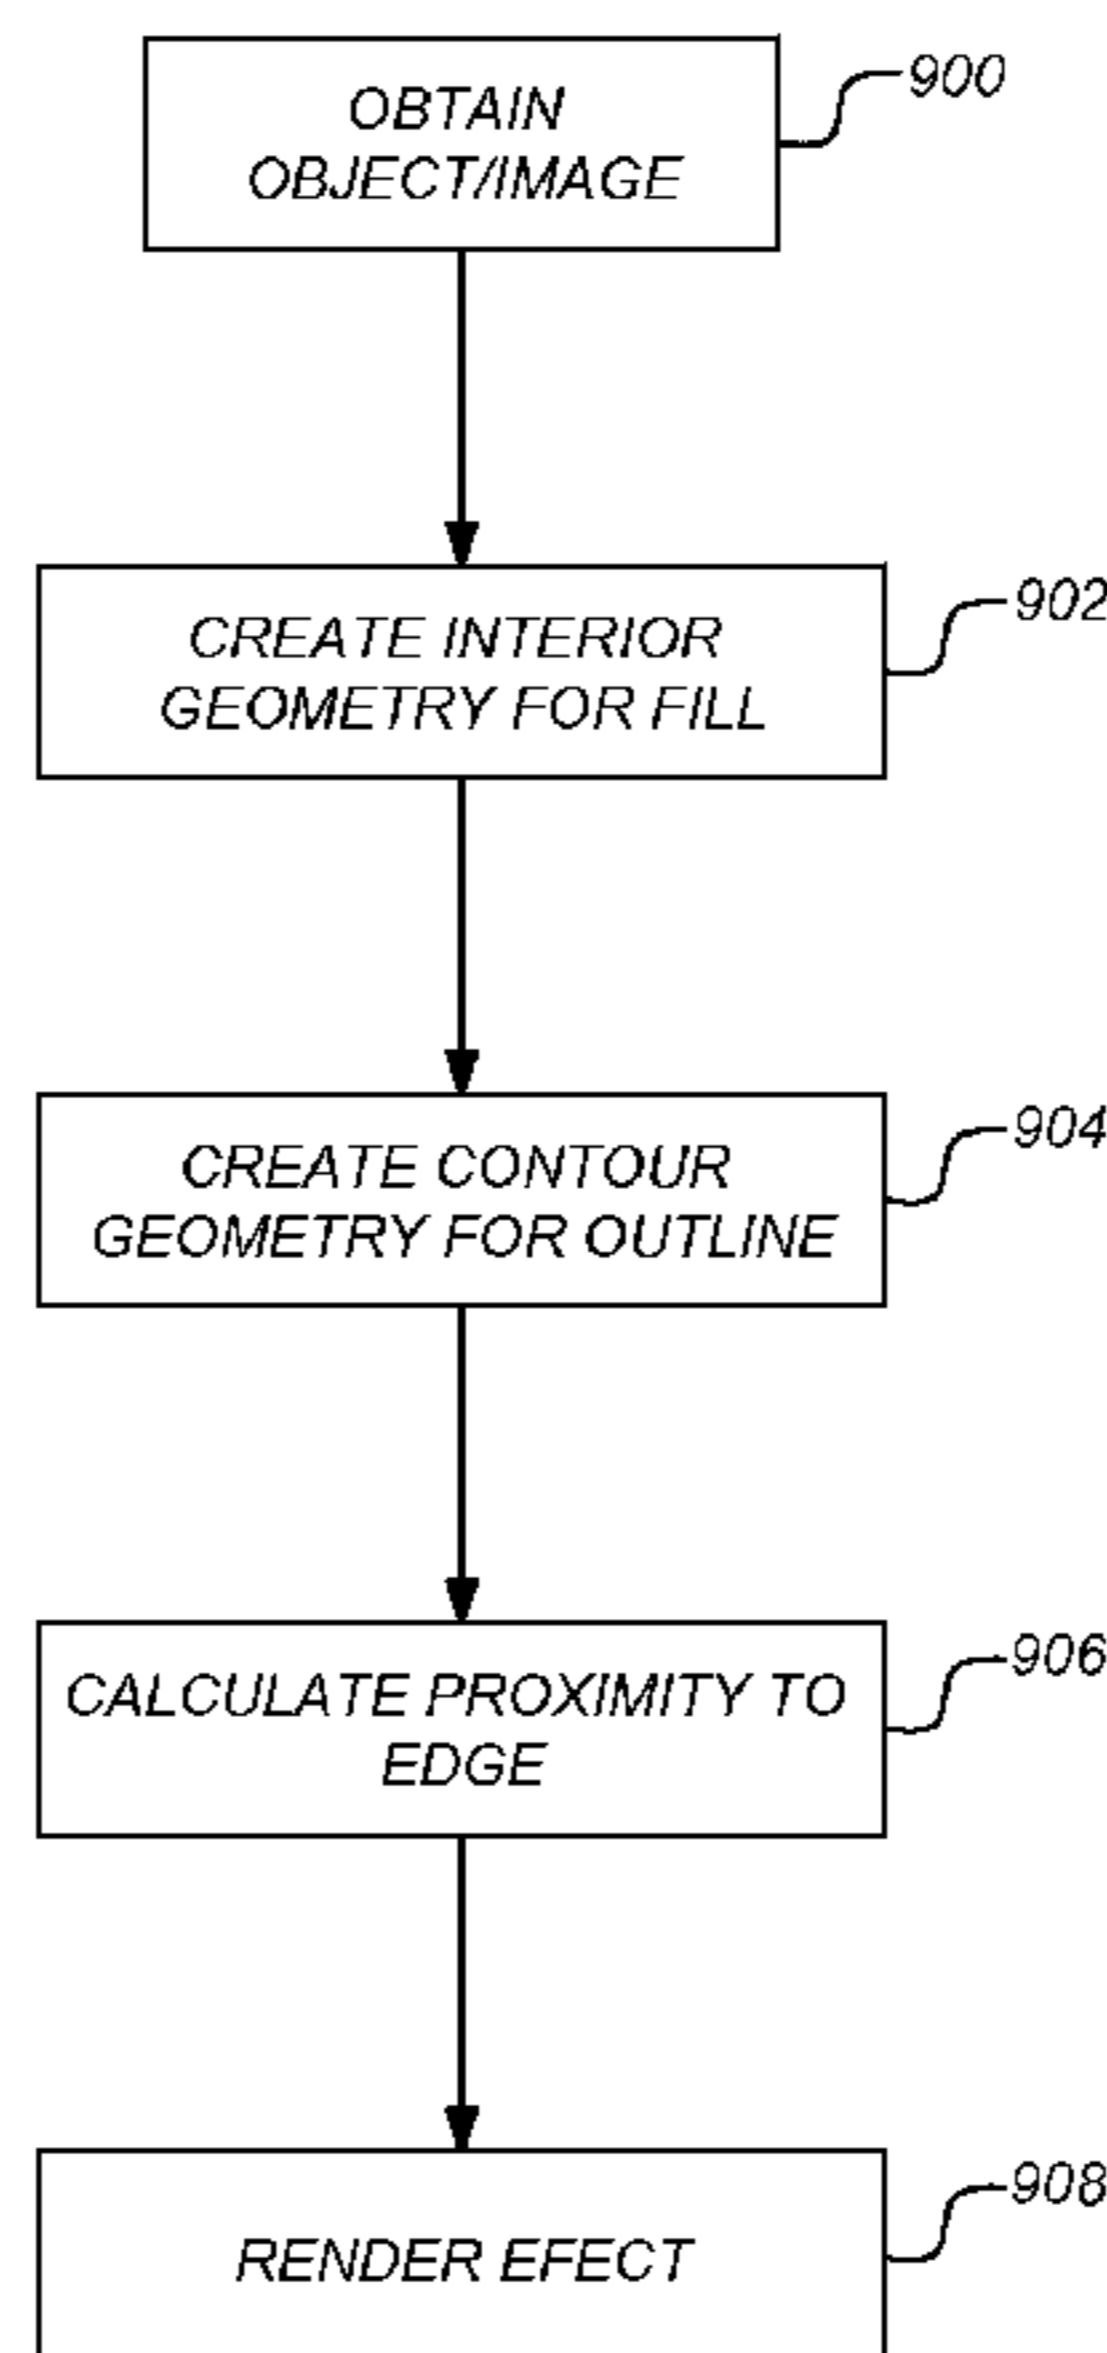 OBTAIN
OBJECT/IMAGE
900
CREATE INTERIOR
GEOMETRY FOR FILL
902
CREATE CONTOUR
GEOMETRY FOR OUTLINE
904
CALCULATE PROXIMITY TO
EDGE
906
RENDER EFECT
908